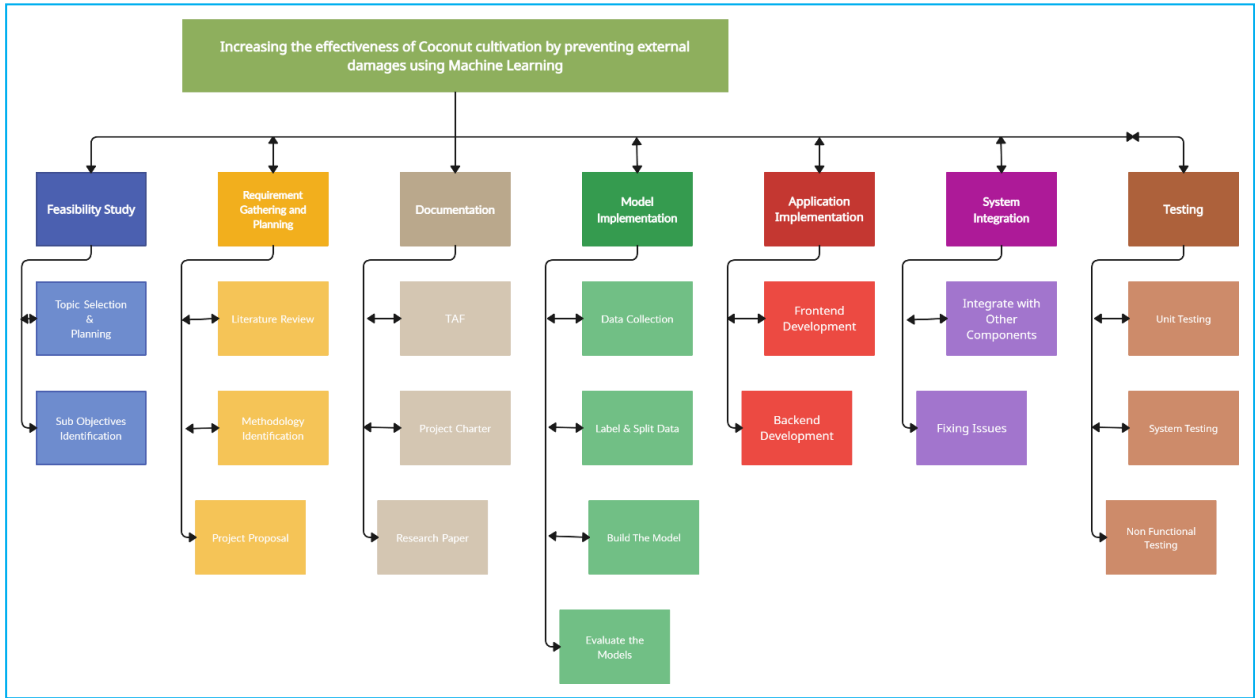 Increasing the effectiveness of Coconut cultivation by preventing external
damages using Machine Learning
Feasibility Study
Requirement
Gathering and
Planning
Documentation
Model
Implementation
Application
Implementation
System
Integration
Testing
Topic Selection
&
Planning
Literature Review
TAF
Data Collection
Frontend
Development
Integrate with
Other
Components
Unit Testing
Sub Objectives
Identification
Methodology
Identification
Project Charter
Label & Split Data
Backend
Development
Fixing Issues
System Testing
Project Proposal
Research Paper
Build The Model
Non Functional
Testing
Evaluate the
Models